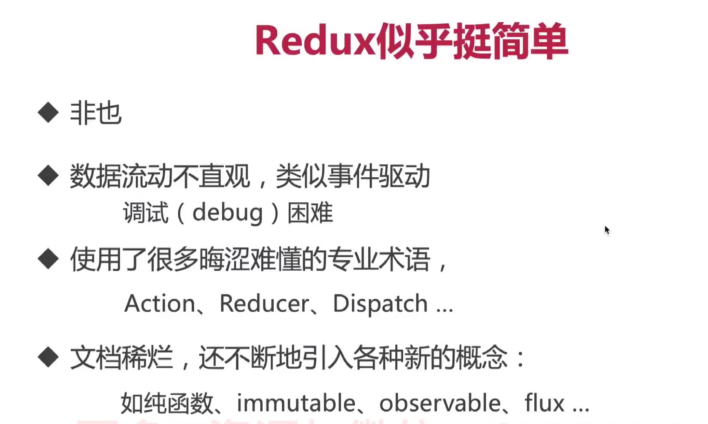 Redux似乎挺简单
◆ 非也
◆ 数据流动不直观，类似事件驱动
调试（debug）困难
◆ 使用了很多晦涩难懂的专业术语，
Action、Reducer、Dispatch ...
◆ 文档稀烂，还不断地引入各种新的概念：
如纯函数、immutable、observable、flux ...